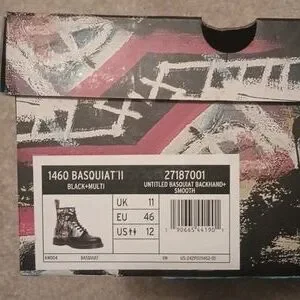 1460 BASQUIAT II
BLACK+MULTI
27187001
UNTITLED BASQUIAT BACKHAND+
SMOOTH
UK 11
EU 46
US 12
BASQUIAT